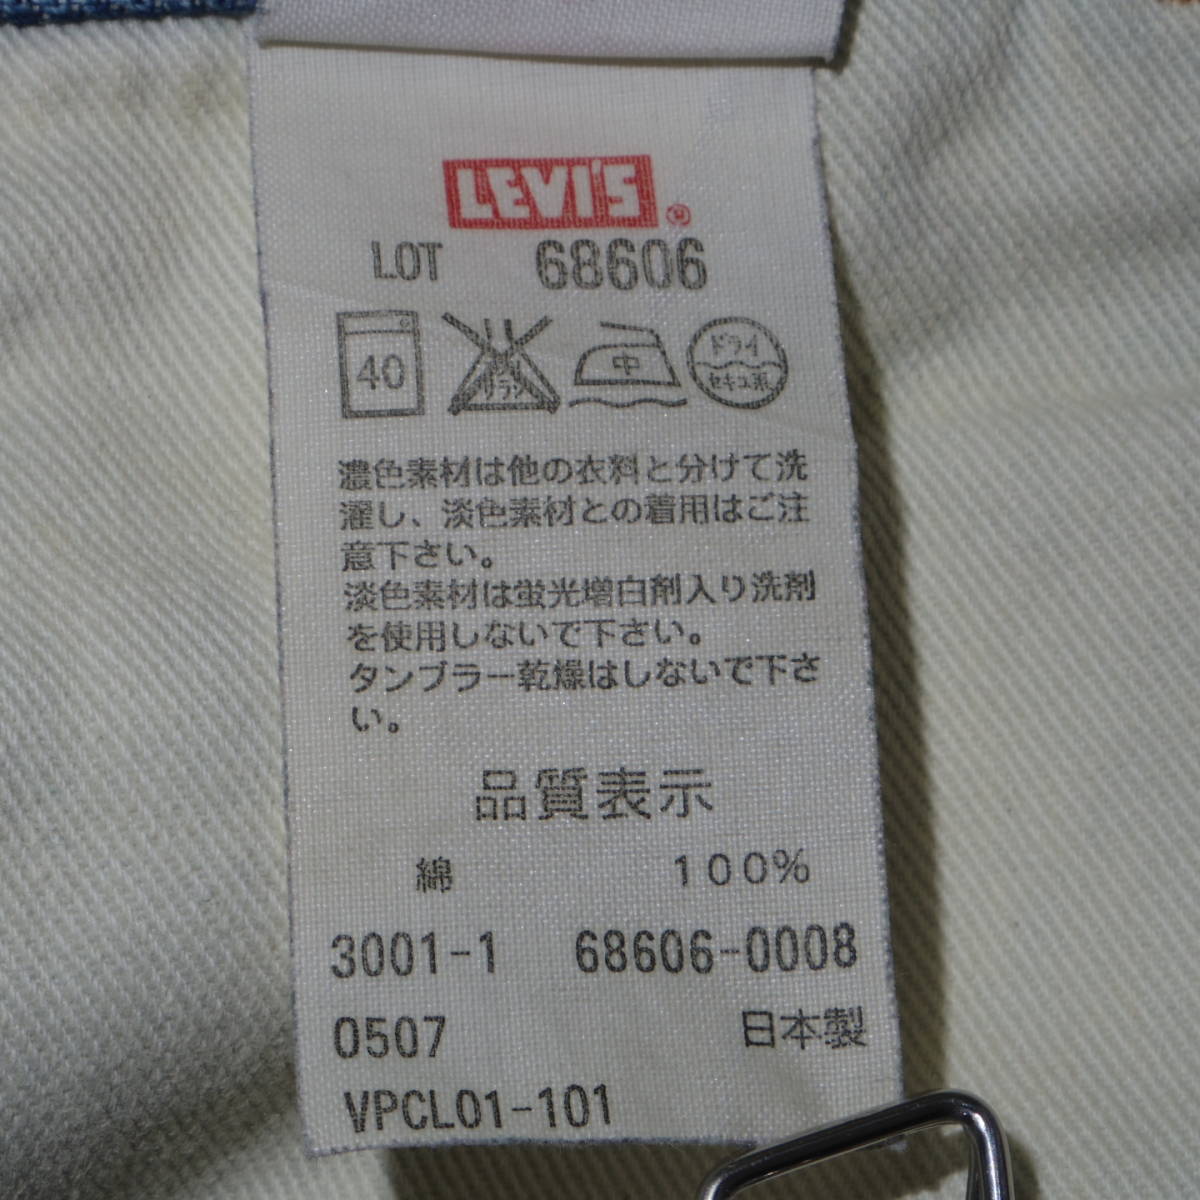 LEVI'S®
LOT 68606
40 サラシ 中 ドライ
セキユ系
濃色素材は他の衣料と分けて洗
濯し、淡色素材との着用はご注
意下さい。
淡色素材は蛍光増白剤入り洗剤
を使用しないで下さい。
タンブラー乾燥はしないで下さ
い。
品質表示
綿 100%
3001-1 68606-0008
0507 日本製
VPCL01-101